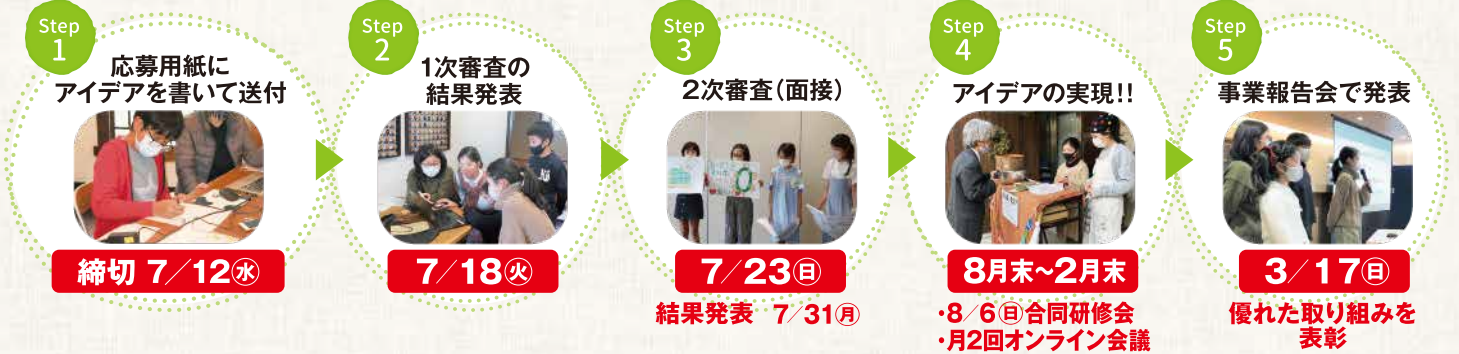 Step
1
応募用紙に
アイデアを書いて送付
締切 7/12㊌
Step
2
1次審査の
結果発表
7/18㊋
Step
3
2次審査(面接)
7/23㊐
結果発表 7/31㊊
Step
4
アイデアの実現!!
8月末~2月末
・8/6㊐合同研修会
・月2回オンライン会議
Step
5
事業報告会で発表
3/17㊐
優れた取り組みを
表彰